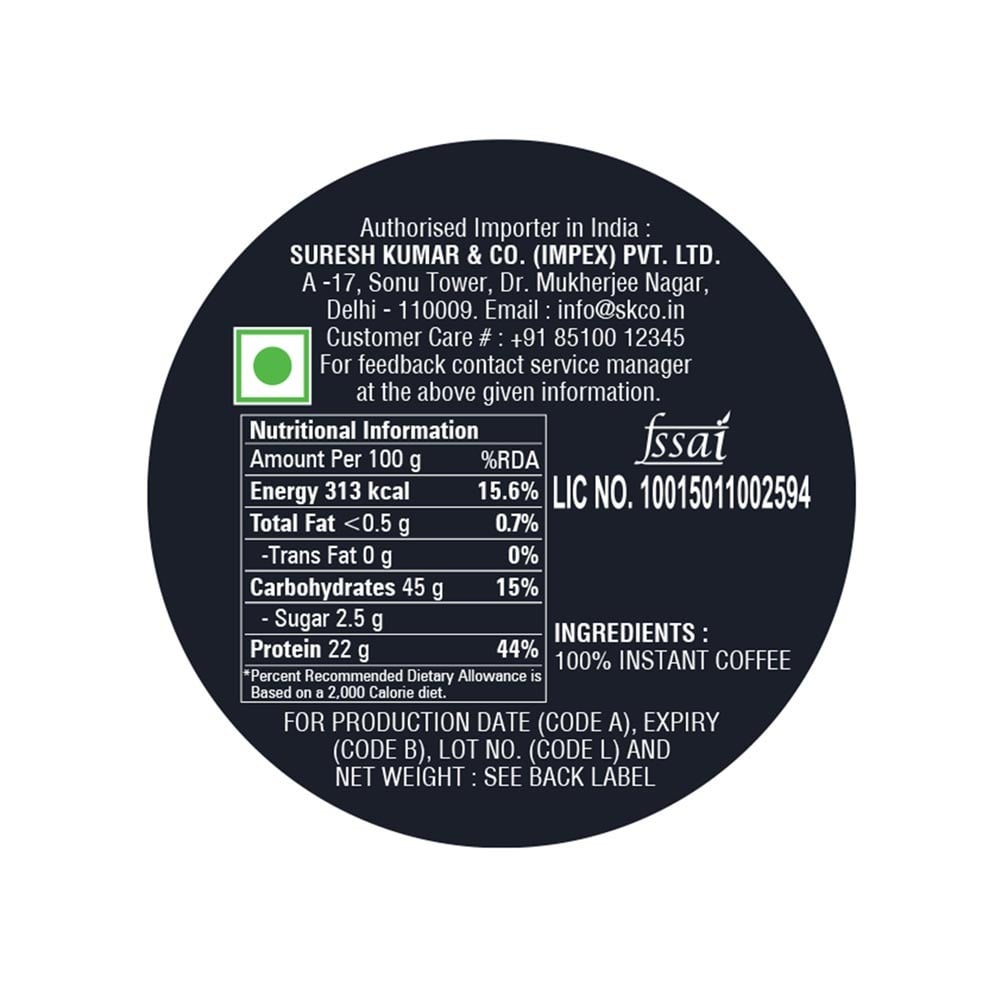 Authorised Importer in India :
SURESH KUMAR & CO. (IMPEX) PVT. LTD.
A -17, Sonu Tower, Dr. Mukherjee Nagar,
Delhi - 110009. Email : info@skco.in
Customer Care # : +91 85100 12345
For feedback contact service manager
at the above given information.
Nutritional Information
Amount Per 100 g %RDA
Energy 313 kcal 15.6%
Total Fat <0.5 g 0.7%
-Trans Fat 0 g 0%
Carbohydrates 45 g 15%
- Sugar 2.5 g
Protein 22 g 44%
*Percent Recommended Dietary Allowance is
Based on a 2,000 Calorie diet.
fssai
LIC NO. 10015011002594
INGREDIENTS :
100% INSTANT COFFEE
FOR PRODUCTION DATE (CODE A), EXPIRY
(CODE B), LOT NO. (CODE L) AND
NET WEIGHT : SEE BACK LABEL